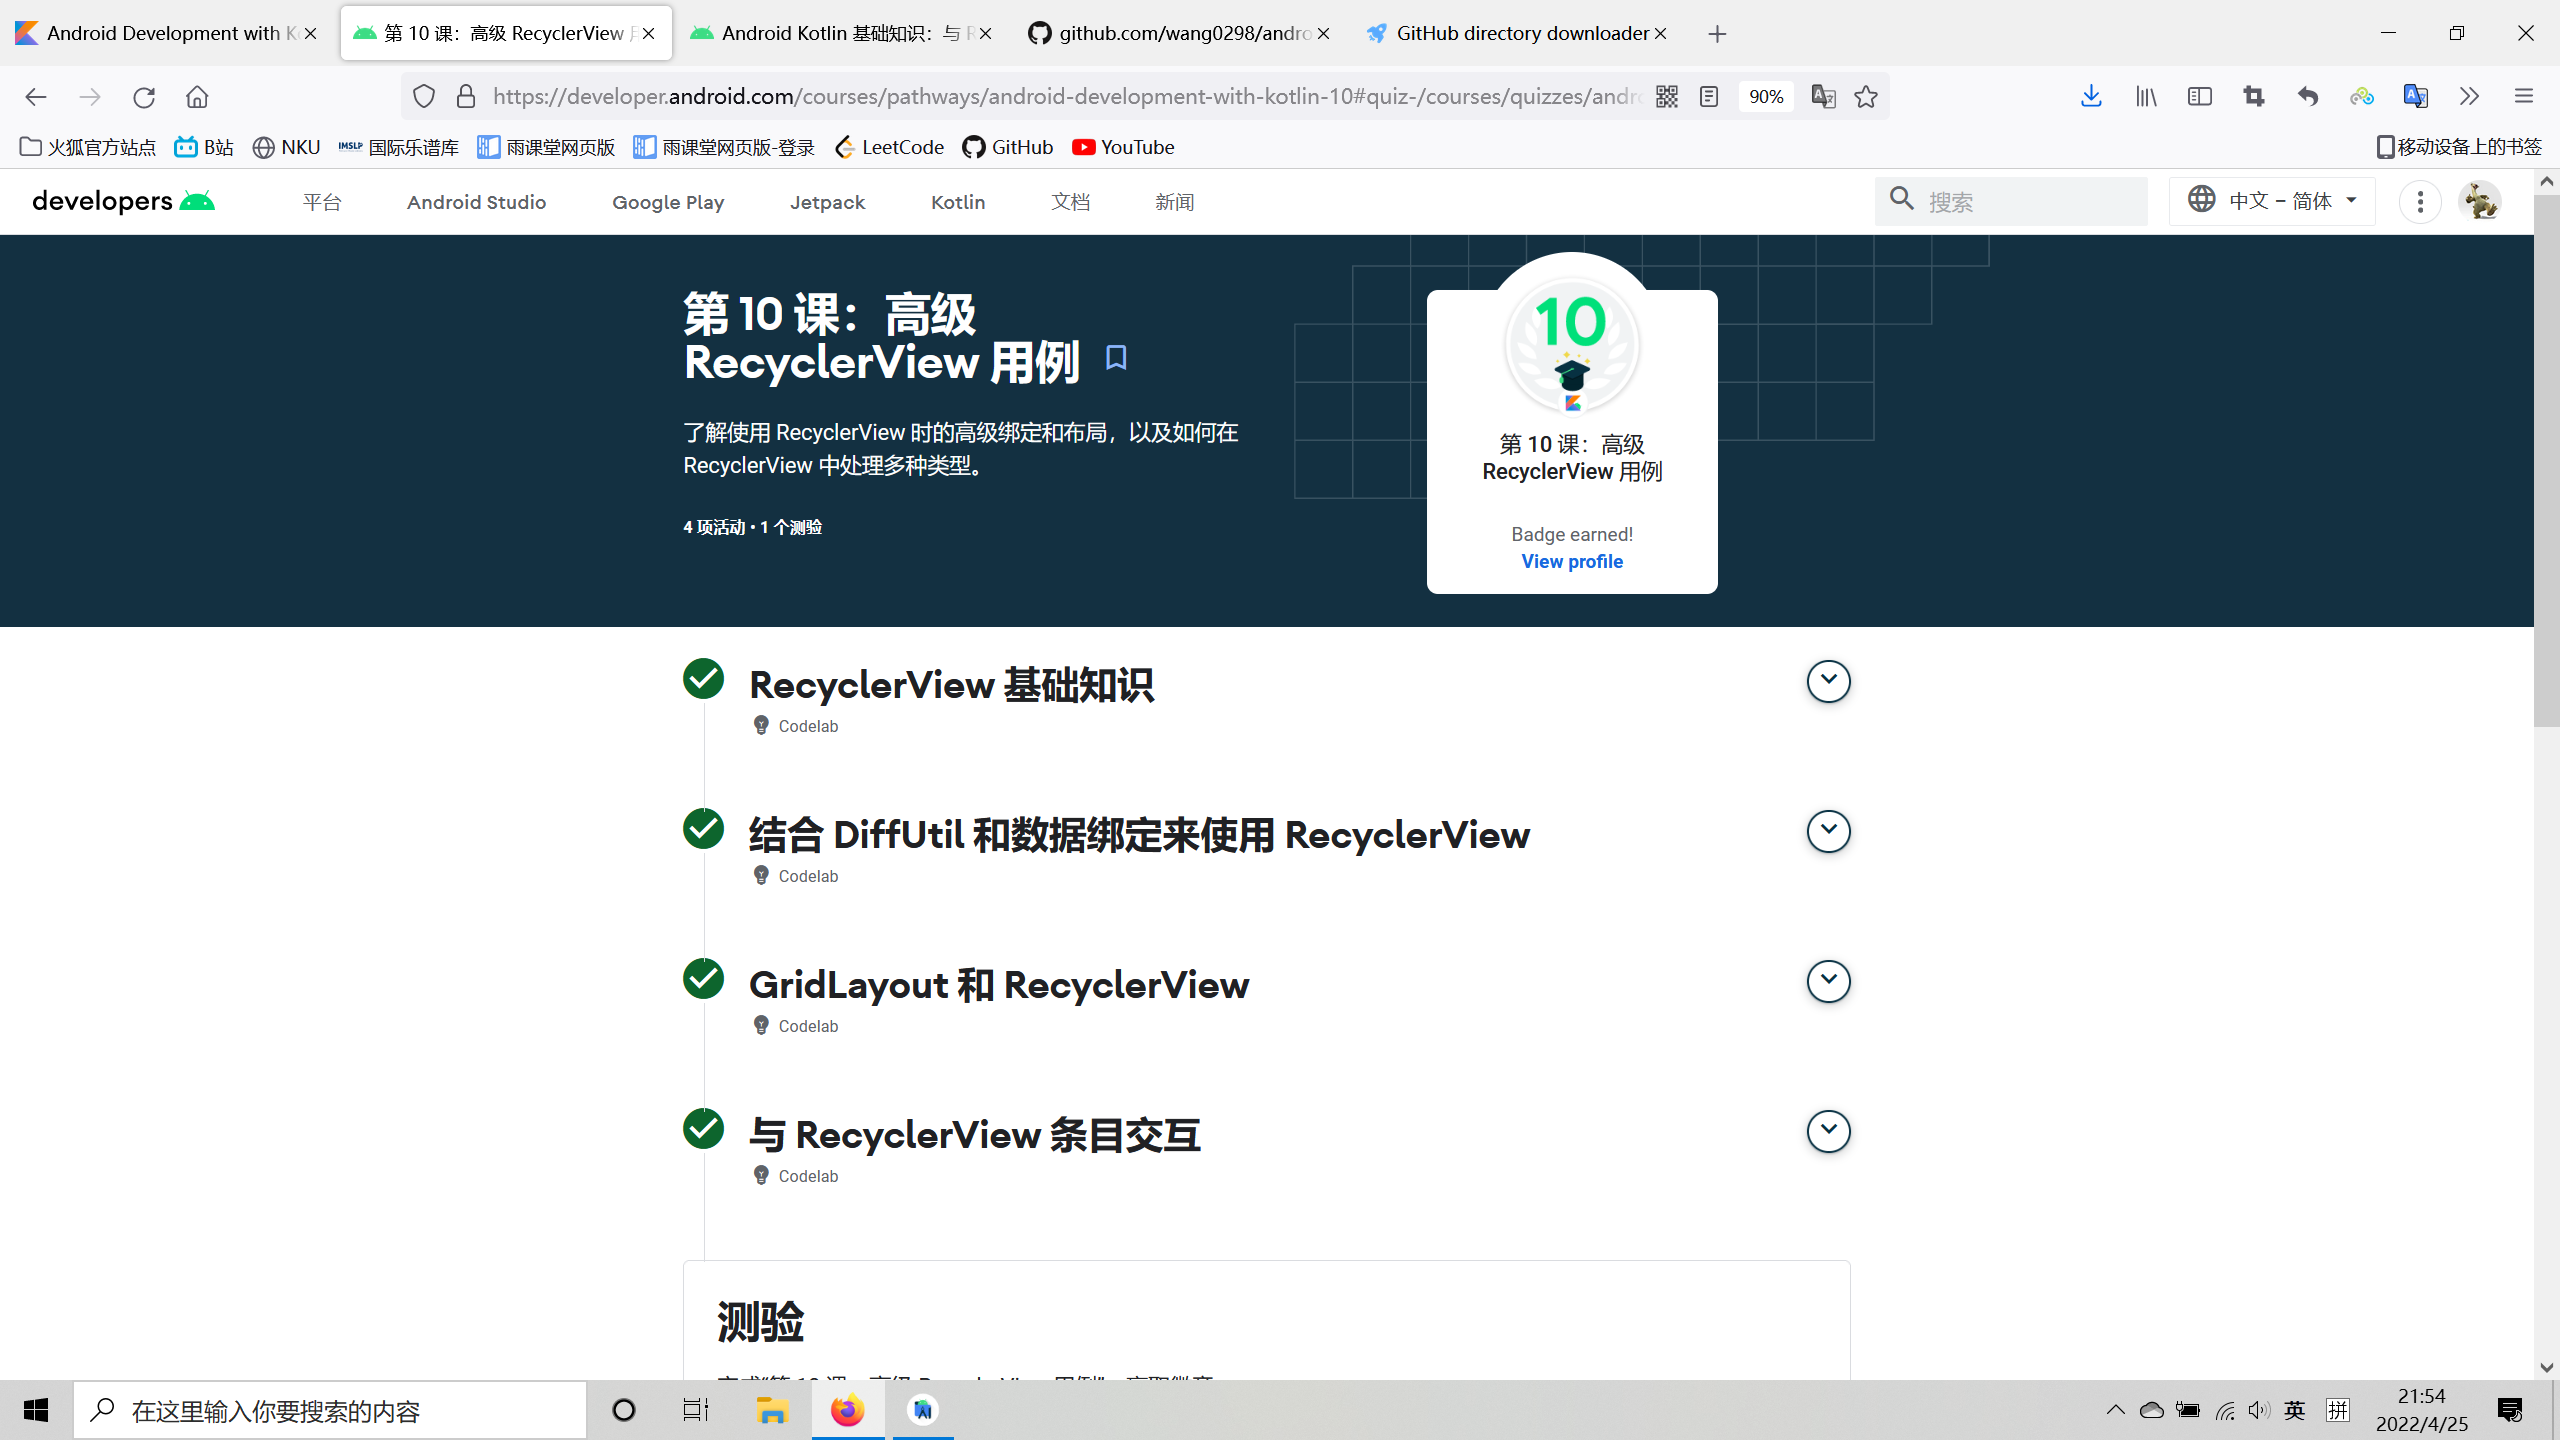 Android Development with K
第 10 课：高级 RecyclerView 用
Android Kotlin 基础知识：与 R
github.com/wang0298/andro
GitHub directory downloader
https://developer.android.com/courses/pathways/android-development-with-kotlin-10#quiz-/courses/quizzes/andro
90%
火狐官方站点
B站
NKU
IMSLP 国际乐谱库
雨课堂网页版
雨课堂网页版-登录
LeetCode
GitHub
YouTube
移动设备上的书签
developers
平台
Android Studio
Google Play
Jetpack
Kotlin
文档
新闻
搜索
中文 – 简体
第 10 课：高级
RecyclerView 用例
了解使用 RecyclerView 时的高级绑定和布局，以及如何在
RecyclerView 中处理多种类型。
4 项活动 • 1 个测验
10
第 10 课：高级
RecyclerView 用例
Badge earned!
View profile
RecyclerView 基础知识
Codelab
结合 DiffUtil 和数据绑定来使用 RecyclerView
Codelab
GridLayout 和 RecyclerView
Codelab
与 RecyclerView 条目交互
Codelab
测验
在这里输入你要搜索的内容
英
拼
21:54
2022/4/25